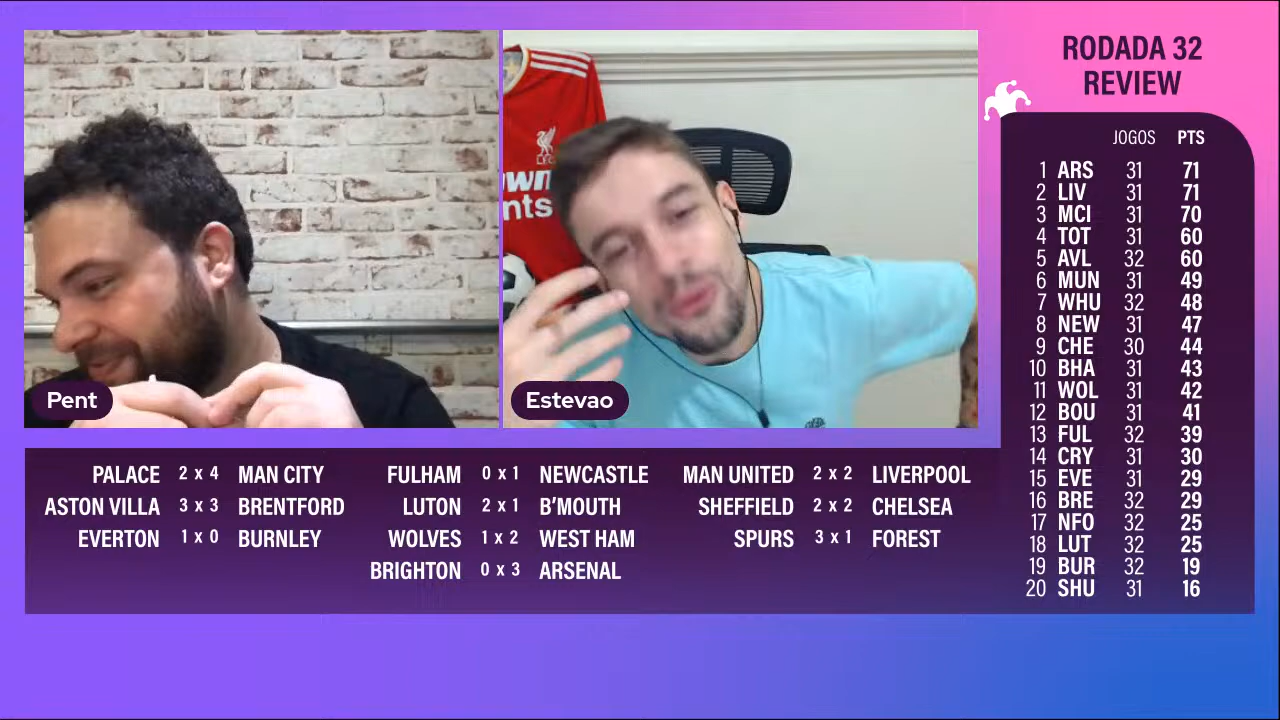 RODADA 32
REVIEW
JOGOS PTS
1 ARS 31 71
2 LIV 31 71
3 MCI 31 70
4 TOT 31 60
5 AVL 32 60
6 MUN 31 49
7 WHU 32 48
8 NEW 31 47
9 CHE 30 44
10 BHA 31 43
11 WOL 31 42
12 BOU 31 41
13 FUL 32 39
14 CRY 31 30
15 EVE 31 29
16 BRE 32 29
17 NFO 32 25
18 LUT 32 25
19 BUR 32 19
20 SHU 31 16
Pent
Estevao
PALACE 2 x 4 MAN CITY FULHAM 0 x 1 NEWCASTLE MAN UNITED 2 x 2 LIVERPOOL
ASTON VILLA 3 x 3 BRENTFORD LUTON 2 x 1 B'MOUTH SHEFFIELD 2 x 2 CHELSEA
EVERTON 1 x 0 BURNLEY WOLVES 1 x 2 WEST HAM SPURS 3 x 1 FOREST
BRIGHTON 0 x 3 ARSENAL